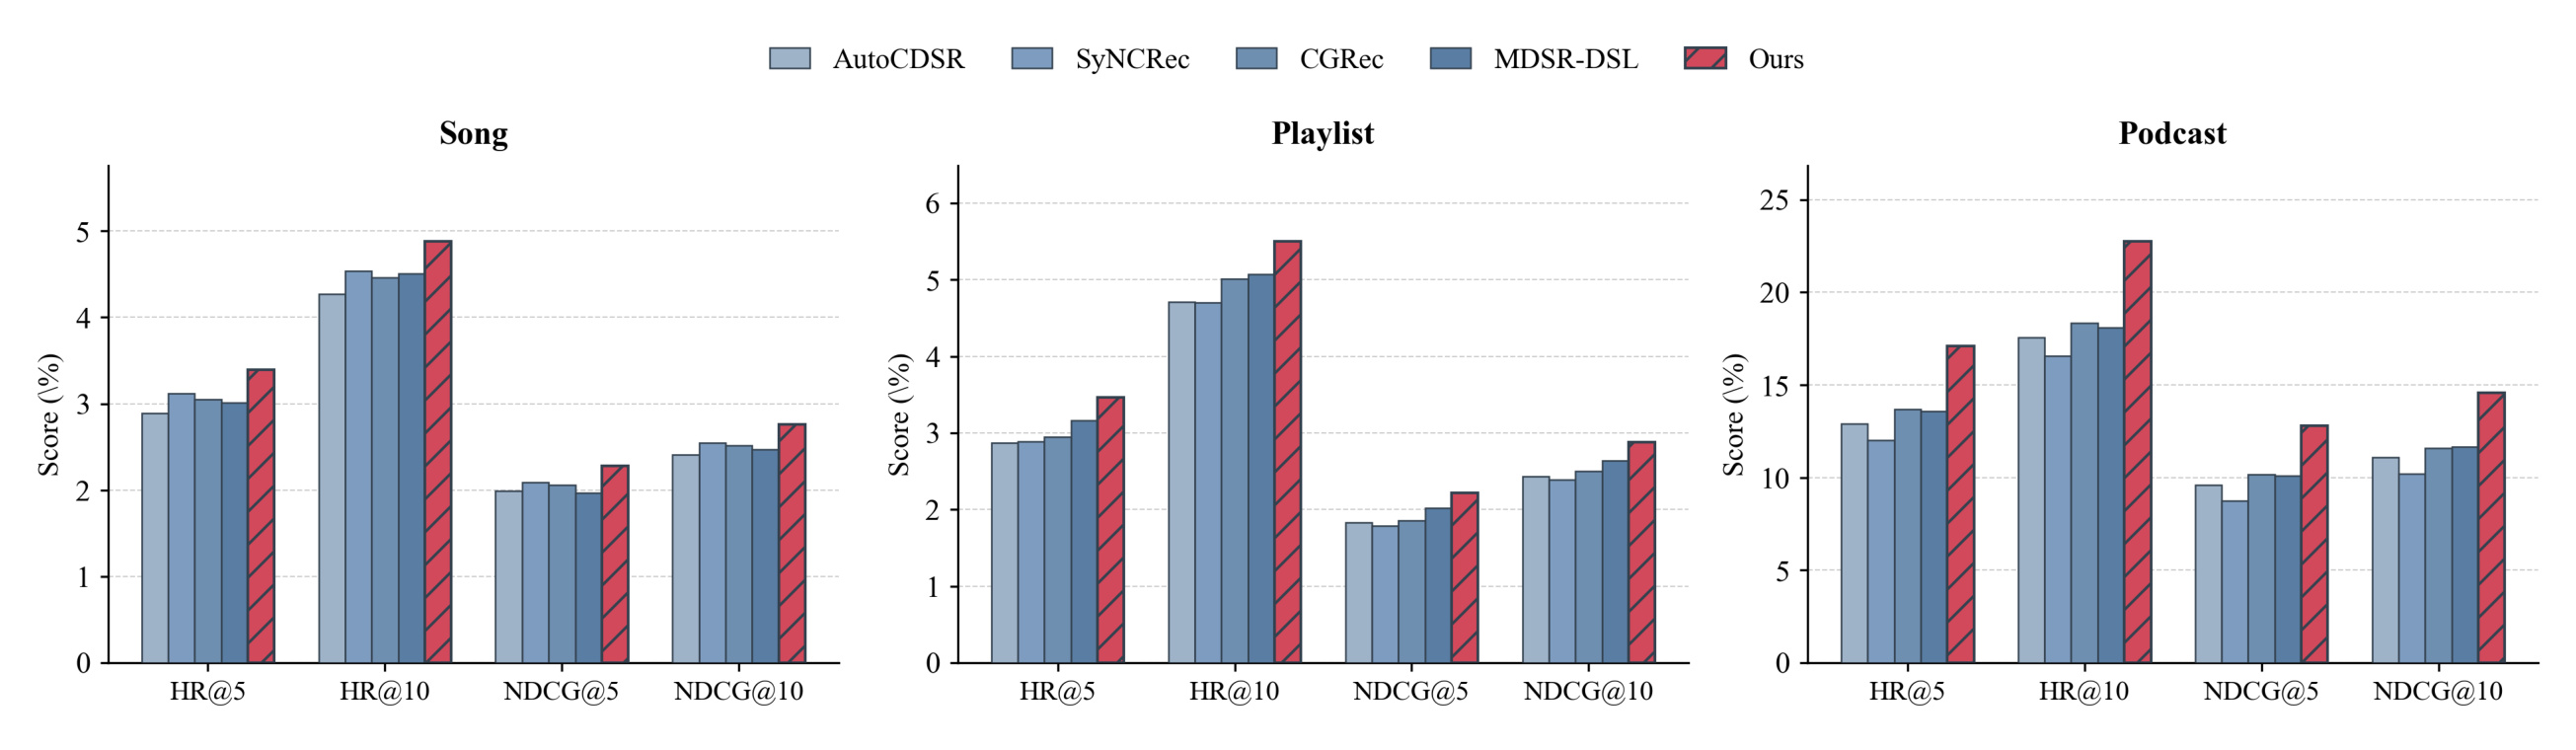 AutoCDSR SyNCRec CGRec MDSR-DSL Ours
Song
Score (\%)
5
4
3
2
1
0
HR@5 HR@10 NDCG@5 NDCG@10
Playlist
Score (\%)
6
5
4
3
2
1
0
HR@5 HR@10 NDCG@5 NDCG@10
Podcast
Score (\%)
25
20
15
10
5
0
HR@5 HR@10 NDCG@5 NDCG@10